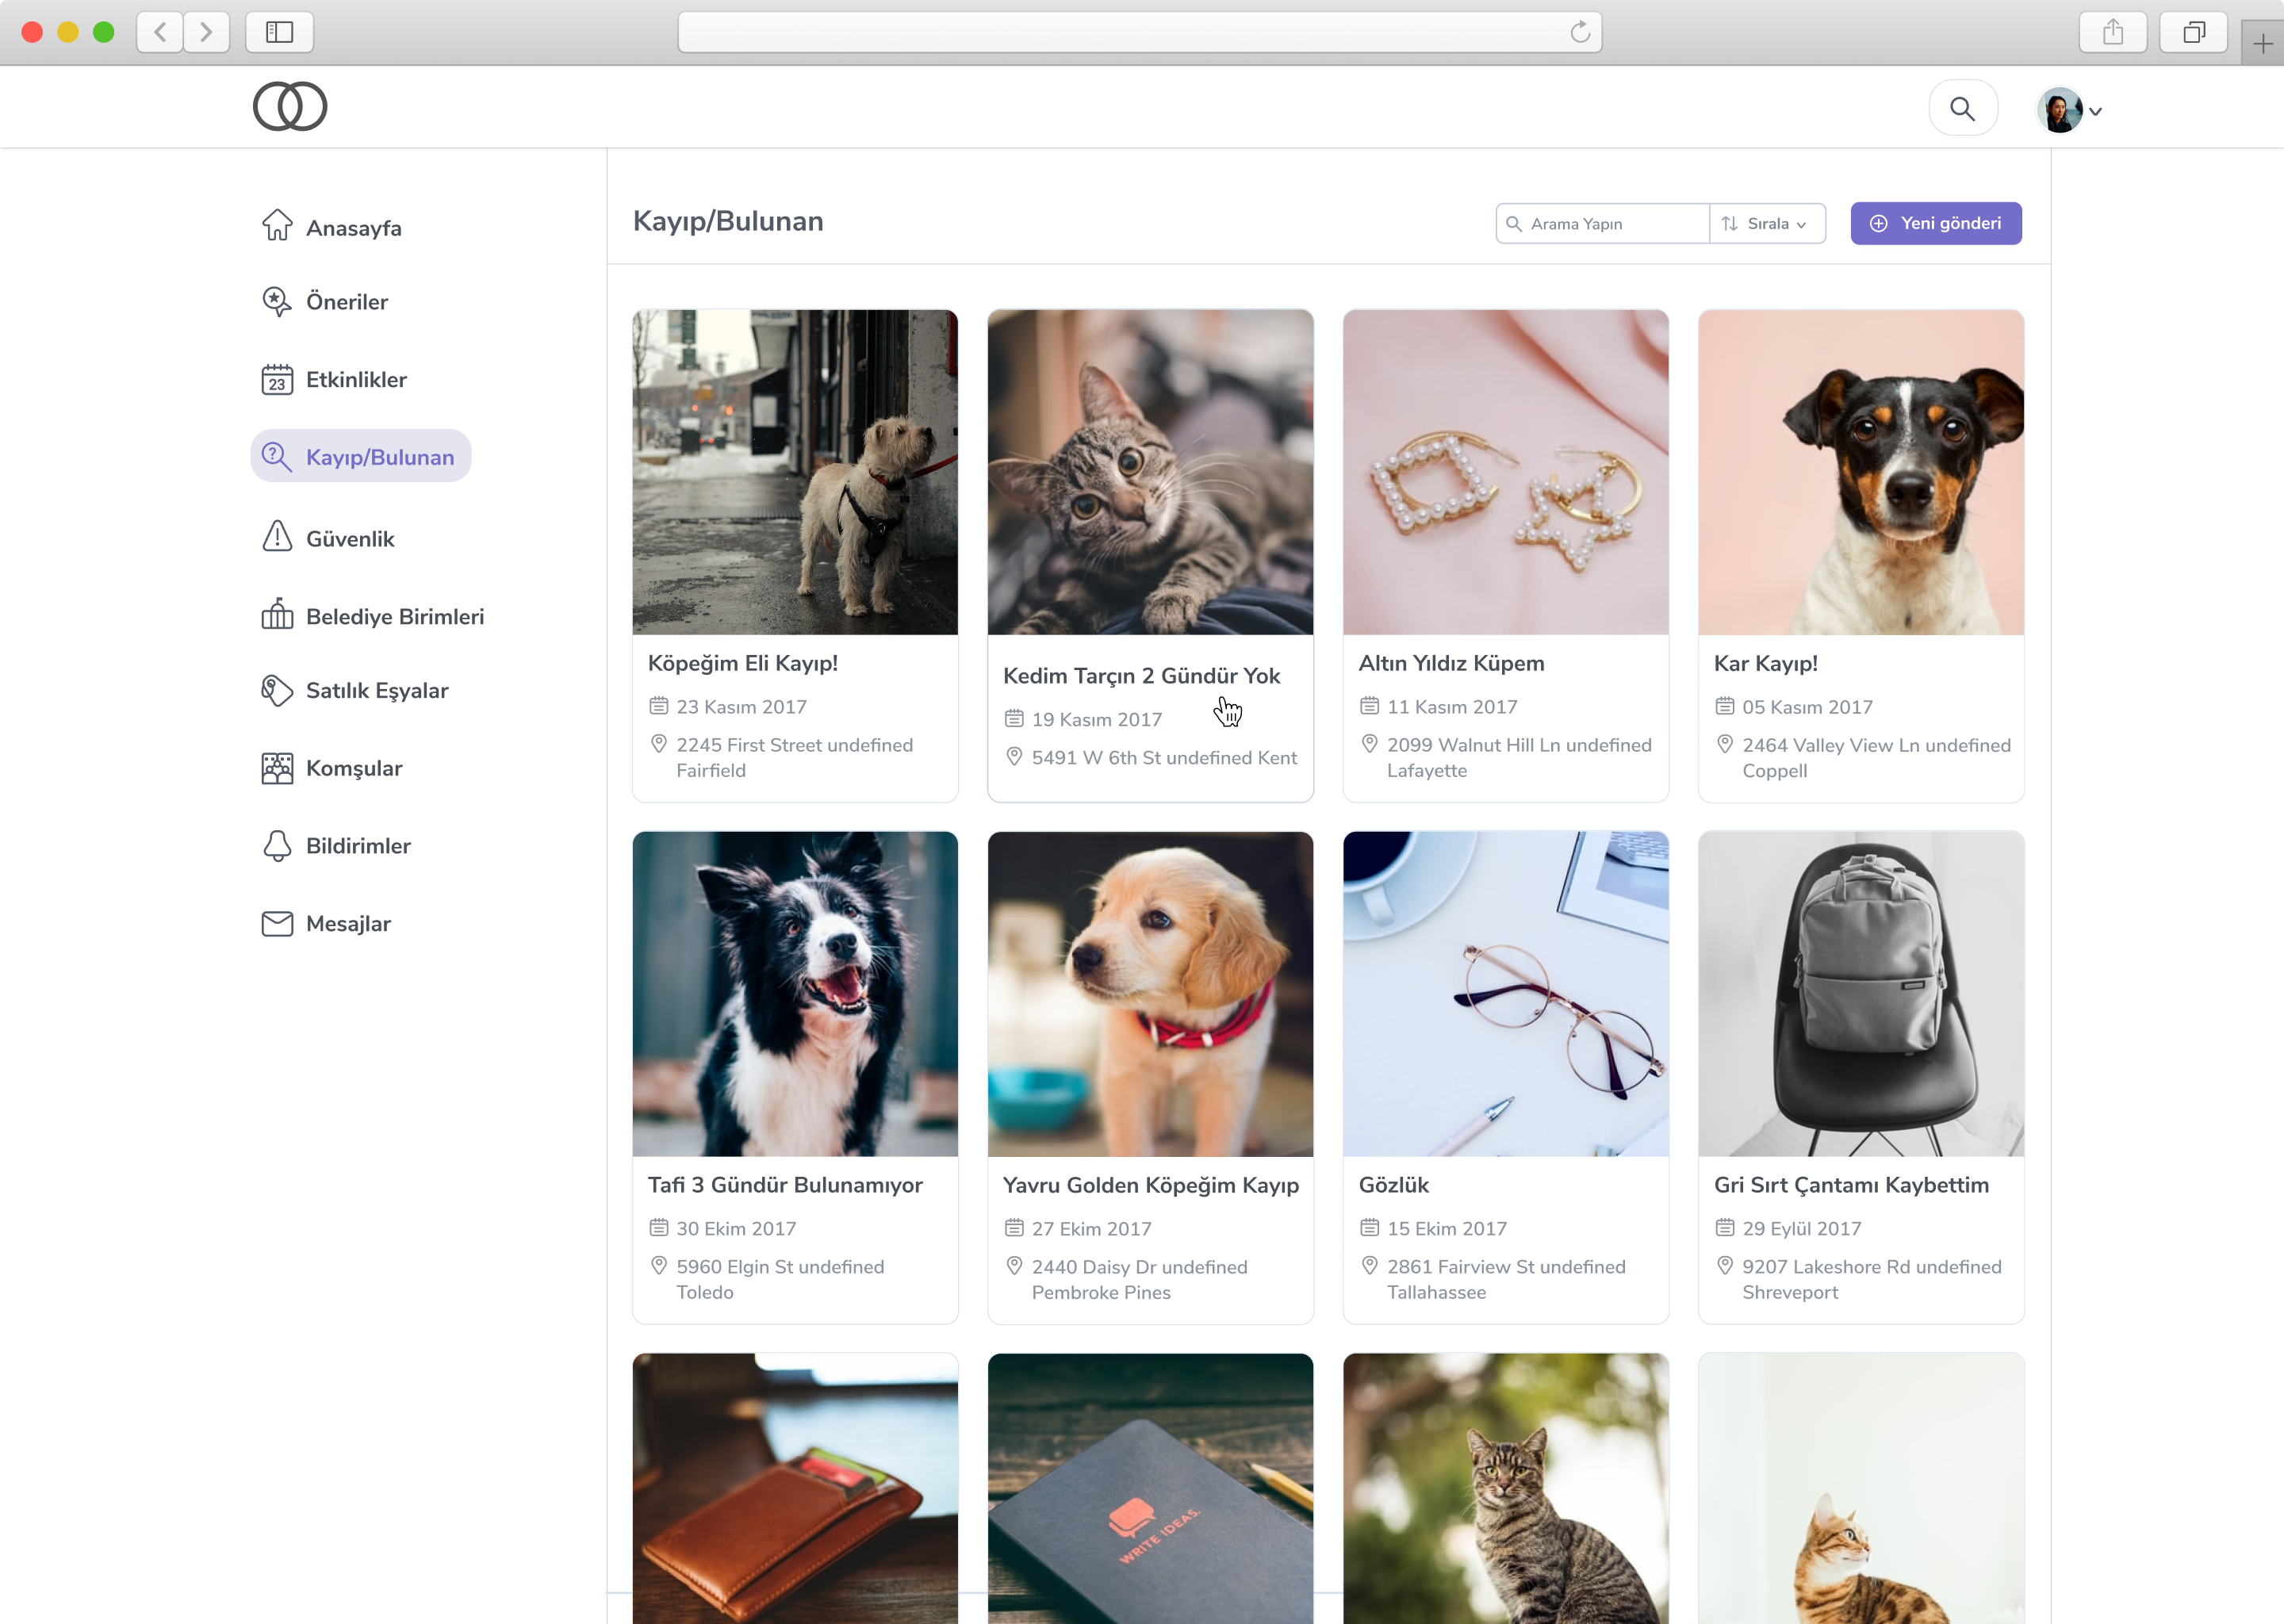 Anasayfa
Öneriler
23
Etkinlikler
Kayıp/Bulunan
Güvenlik
Belediye Birimleri
Satılık Eşyalar
Komşular
Bildirimler
Mesajlar
Kayıp/Bulunan
Arama Yapın
Sırala
Yeni gönderi
Köpeğim Eli Kayıp!
23 Kasım 2017
2245 First Street undefined
Fairfield
Kedim Tarçın 2 Gündür Yok
19 Kasım 2017
5491 W 6th St undefined Kent
Altın Yıldız Küpem
11 Kasım 2017
2099 Walnut Hill Ln undefined
Lafayette
Kar Kayıp!
05 Kasım 2017
2464 Valley View Ln undefined
Coppell
Tafi 3 Gündür Bulunamıyor
30 Ekim 2017
5960 Elgin St undefined
Toledo
Yavru Golden Köpeğim Kayıp
27 Ekim 2017
2440 Daisy Dr undefined
Pembroke Pines
Gözlük
15 Ekim 2017
2861 Fairview St undefined
Tallahassee
Gri Sırt Çantamı Kaybettim
29 Eylül 2017
9207 Lakeshore Rd undefined
Shreveport
WRITE IDEAS.